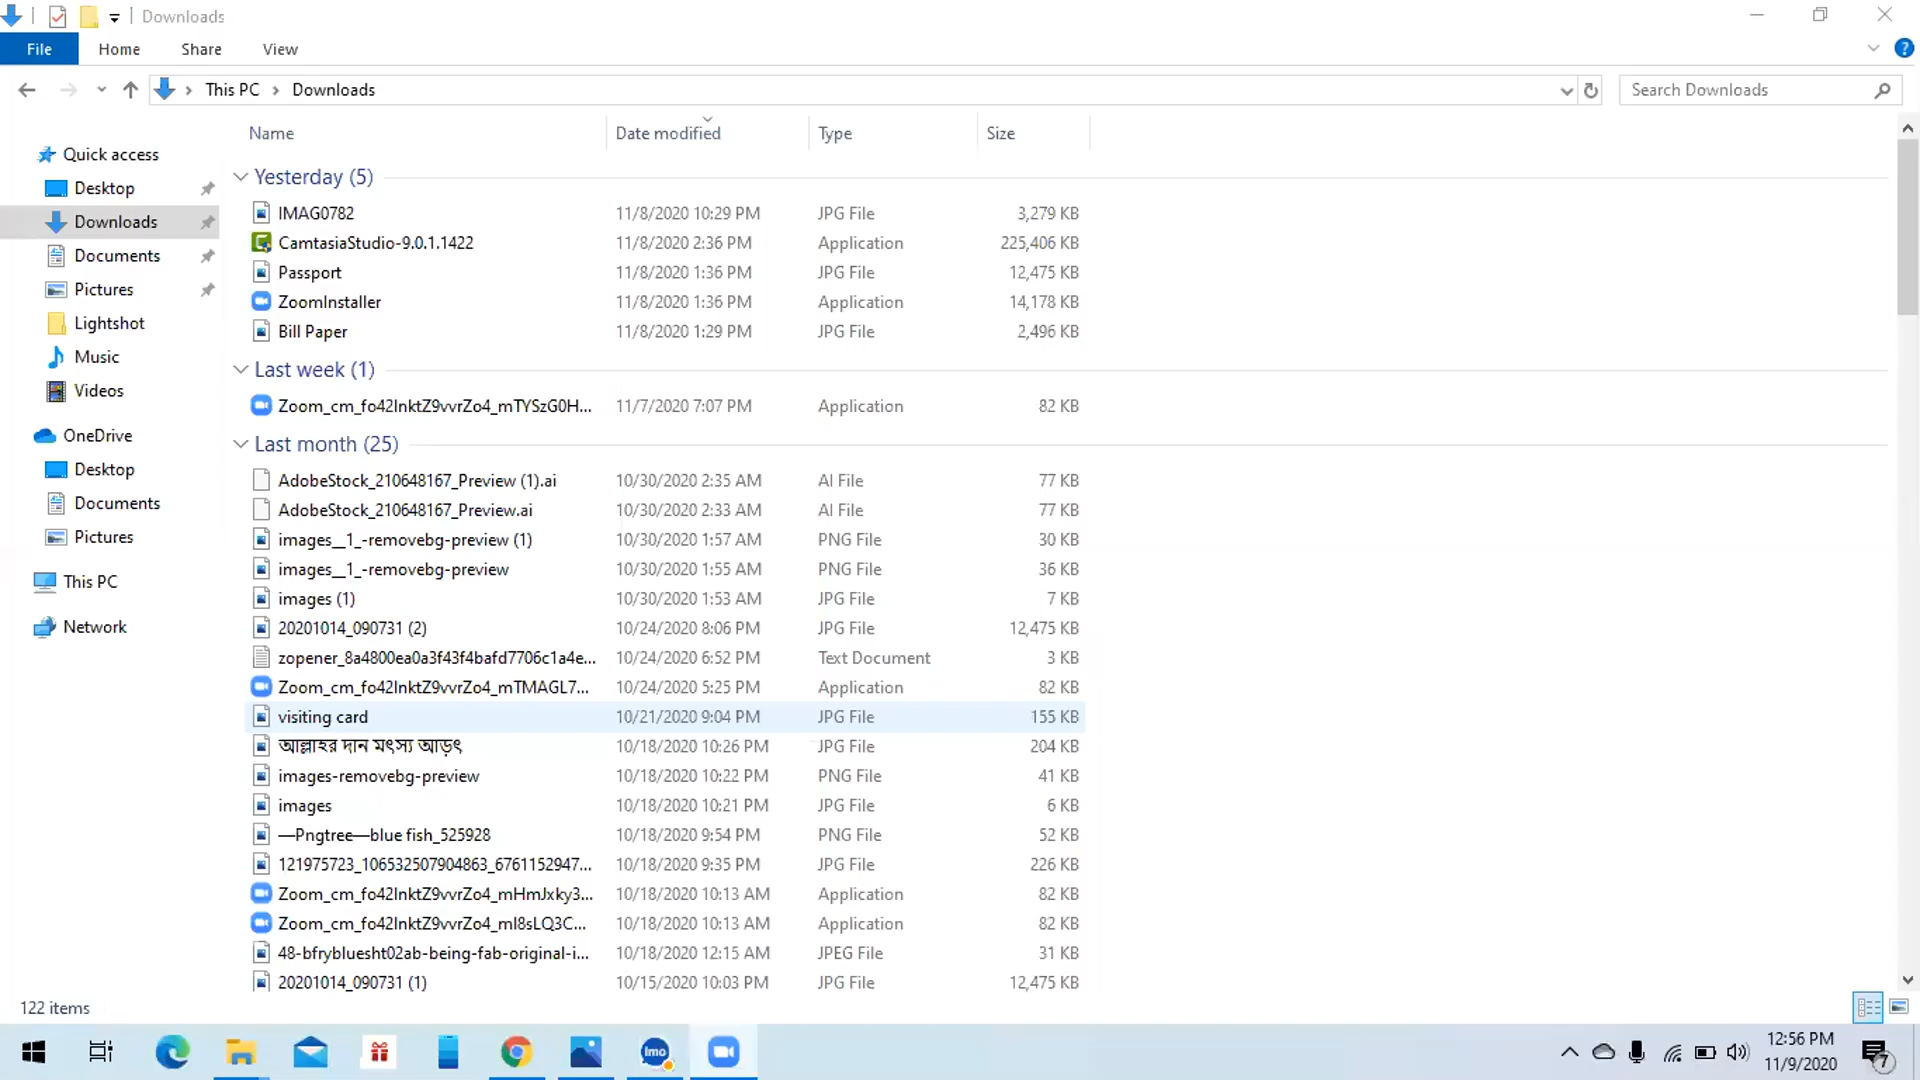 Downloads
File Home Share View
This PC > Downloads
Search Downloads
Name Date modified Type Size
Quick access
Desktop
Downloads
Documents
Pictures
Lightshot
Music
Videos
OneDrive
Desktop
Documents
Pictures
This PC
Network
Yesterday (5)
IMAG0782 11/8/2020 10:29 PM JPG File 3,279 KB
CamtasiaStudio-9.0.1.1422 11/8/2020 2:36 PM Application 225,406 KB
Passport 11/8/2020 1:36 PM JPG File 12,475 KB
ZoomInstaller 11/8/2020 1:36 PM Application 14,178 KB
Bill Paper 11/8/2020 1:29 PM JPG File 2,496 KB
Last week (1)
Zoom_cm_fo42lnktZ9vvrZo4_mTYSzG0H... 11/7/2020 7:07 PM Application 82 KB
Last month (25)
AdobeStock_210648167_Preview (1).ai 10/30/2020 2:35 AM AI File 77 KB
AdobeStock_210648167_Preview.ai 10/30/2020 2:33 AM AI File 77 KB
images__1_-removebg-preview (1) 10/30/2020 1:57 AM PNG File 30 KB
images__1_-removebg-preview 10/30/2020 1:55 AM PNG File 36 KB
images (1) 10/30/2020 1:53 AM JPG File 7 KB
20201014_090731 (2) 10/24/2020 8:06 PM JPG File 12,475 KB
zopener_8a4800ea0a3f43f4bafd7706c1a4e... 10/24/2020 6:52 PM Text Document 3 KB
Zoom_cm_fo42lnktZ9vvrZo4_mTMAGL7... 10/24/2020 5:25 PM Application 82 KB
visiting card 10/21/2020 9:04 PM JPG File 155 KB
আল্লাহর দান মৎস্য আড়ৎ 10/18/2020 10:26 PM JPG File 204 KB
images-removebg-preview 10/18/2020 10:22 PM PNG File 41 KB
images 10/18/2020 10:21 PM JPG File 6 KB
—Pngtree—blue fish_525928 10/18/2020 9:54 PM PNG File 52 KB
121975723_106532507904863_6761152947... 10/18/2020 9:35 PM JPG File 226 KB
Zoom_cm_fo42lnktZ9vvrZo4_mHmJxky3... 10/18/2020 10:13 AM Application 82 KB
Zoom_cm_fo42lnktZ9vvrZo4_ml8sLQ3C... 10/18/2020 10:13 AM Application 82 KB
48-bfrybluesht02ab-being-fab-original-i... 10/18/2020 12:15 AM JPEG File 31 KB
20201014_090731 (1) 10/15/2020 10:03 PM JPG File 12,475 KB
122 items
imo
12:56 PM
11/9/2020
7